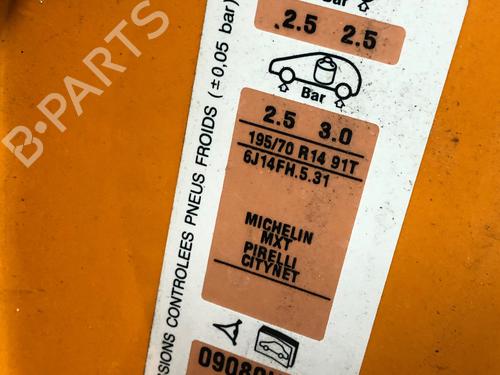 Bar
2.5 2.5
Bar
2.5 3.0
195/70 R14 91T
6J14FH.5.31
MICHELIN
MXT
PIRELLI
CITYNET
PNEUS FROIDS (±0,05 bar)
CONTROLEES
B-PARTS